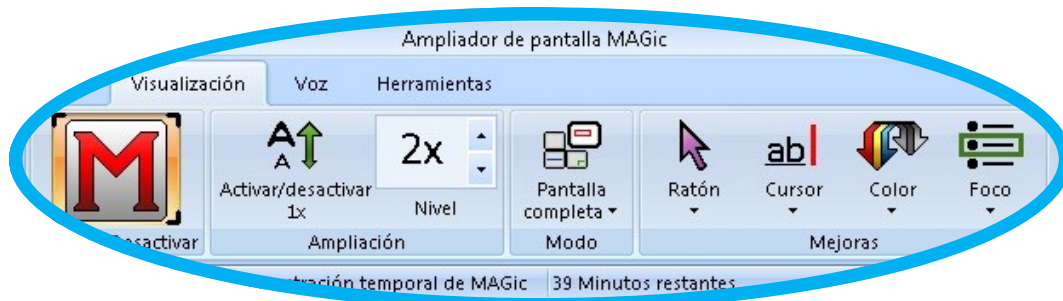 Ampliador de pantalla MAGic
Visualización Voz Herramientas
M
A
A
2x
ab
Activar/desactivar
1x
Nivel
Pantalla
completa
Ratón
Cursor
Color
Foco
Desactivar
Ampliación
Modo
Mejoras
temporal de MAGic
39 Minutos restantes